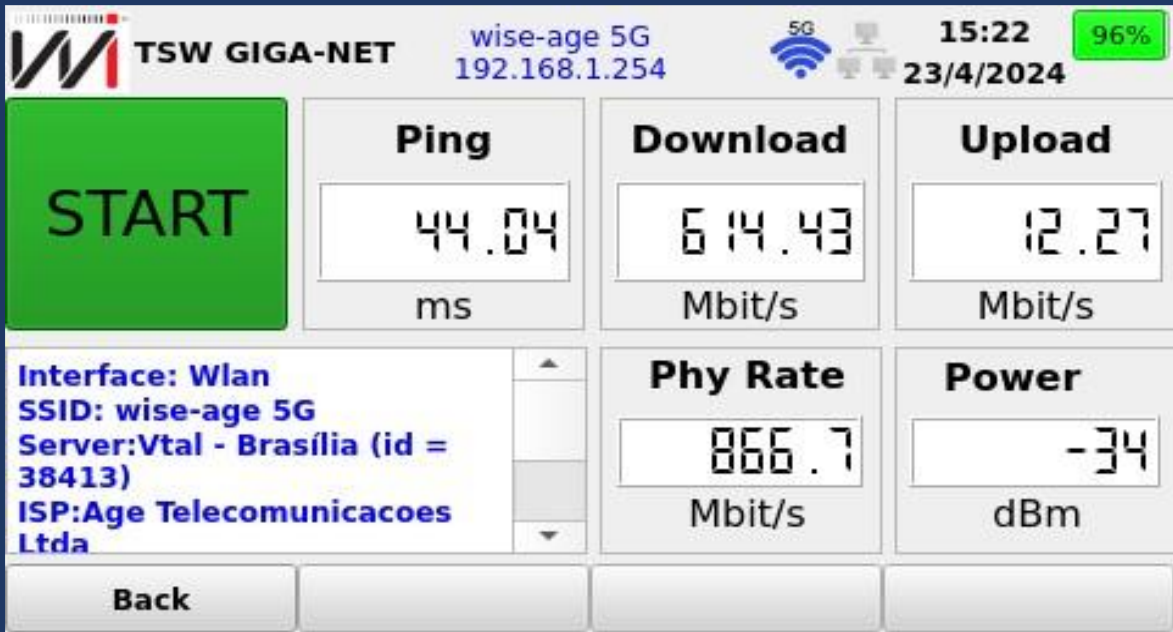 TSW GIGA-NET
wise-age 5G
192.168.1.254
5G
15:22
23/4/2024
96%
START
Ping
44.04
ms
Download
614.43
Mbit/s
Upload
12.27
Mbit/s
Interface: Wlan
SSID: wise-age 5G
Server:Vtal - Brasília (id =
38413)
ISP:Age Telecomunicacoes
Ltda
Phy Rate
866.7
Mbit/s
Power
-34
dBm
Back